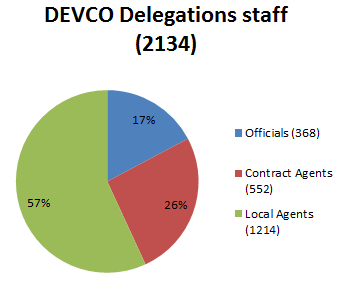 DEVCO Delegations staff
(2134)
17%
26%
57%
Officials (368)
Contract Agents
(552)
Local Agents
(1214)